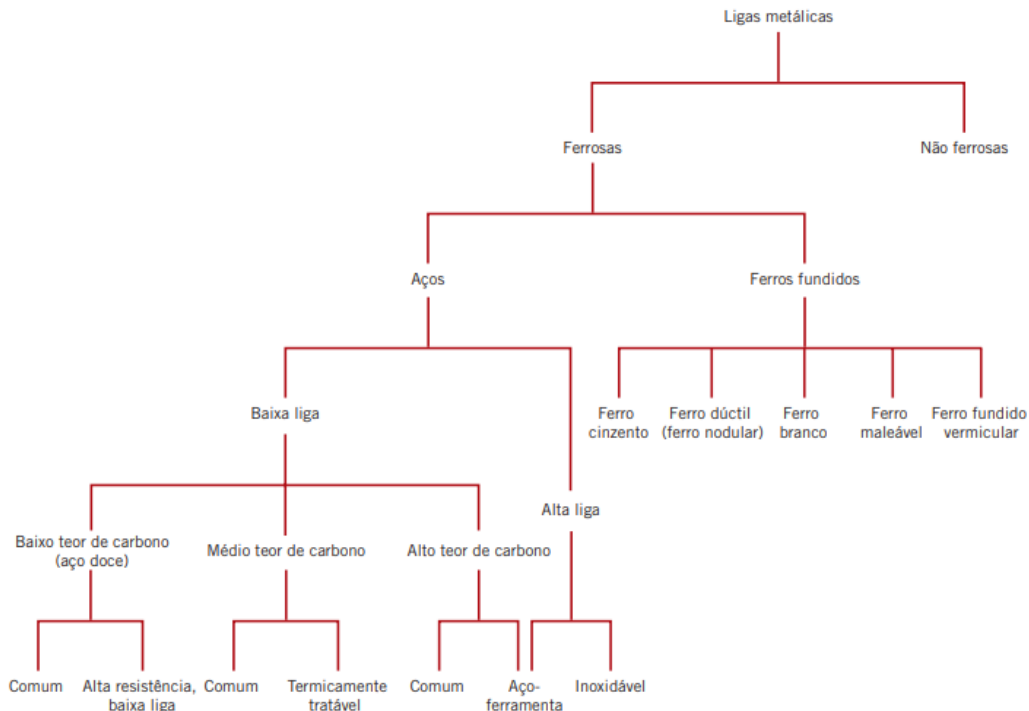 Ligas metálicas
Ferrosas
Não ferrosas
Aços
Ferros fundidos
Baixa liga
Ferro
cinzento
Ferro dúctil
(ferro nodular)
Ferro
branco
Ferro
maleável
Ferro fundido
vermicular
Alta liga
Baixo teor de carbono
(aço doce)
Médio teor de carbono
Alto teor de carbono
Comum
Alta resistência,
baixa liga
Comum
Termicamente
tratável
Comum
Aço-
ferramenta
Inoxidável